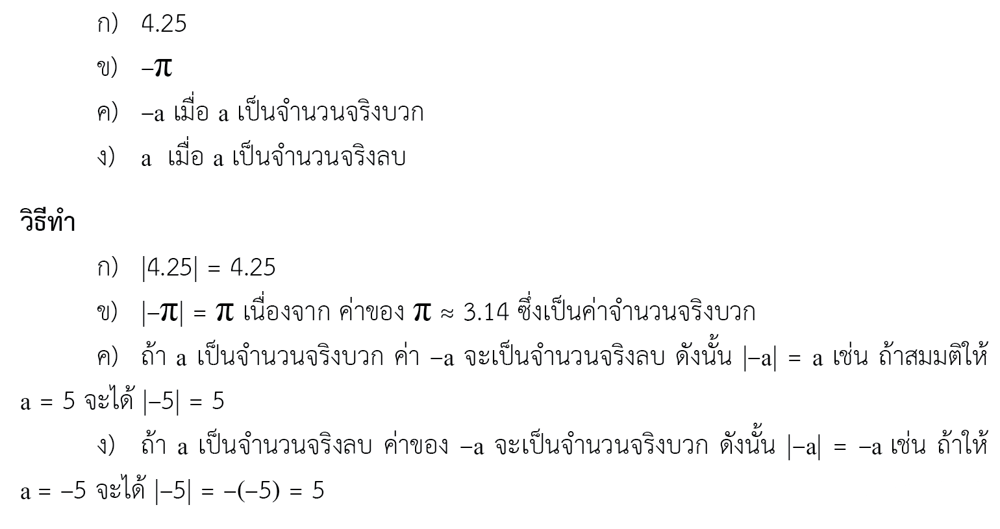 ก) 4.25
ข) –π
ค) –a เมื่อ a เป็นจำนวนจริงบวก
ง) a เมื่อ a เป็นจำนวนจริงลบ
วิธีทำ
ก) |4.25| = 4.25
ข) |–π| = π เนื่องจาก ค่าของ π ≈ 3.14 ซึ่งเป็นค่าจำนวนจริงบวก
ค) ถ้า a เป็นจำนวนจริงบวก ค่า –a จะเป็นจำนวนจริงลบ ดังนั้น |–a| = a เช่น ถ้าสมมติให้
a = 5 จะได้ |–5| = 5
ง) ถ้า a เป็นจำนวนจริงลบ ค่าของ –a จะเป็นจำนวนจริงบวก ดังนั้น |–a| = –a เช่น ถ้าให้
a = –5 จะได้ |–5| = –(–5) = 5